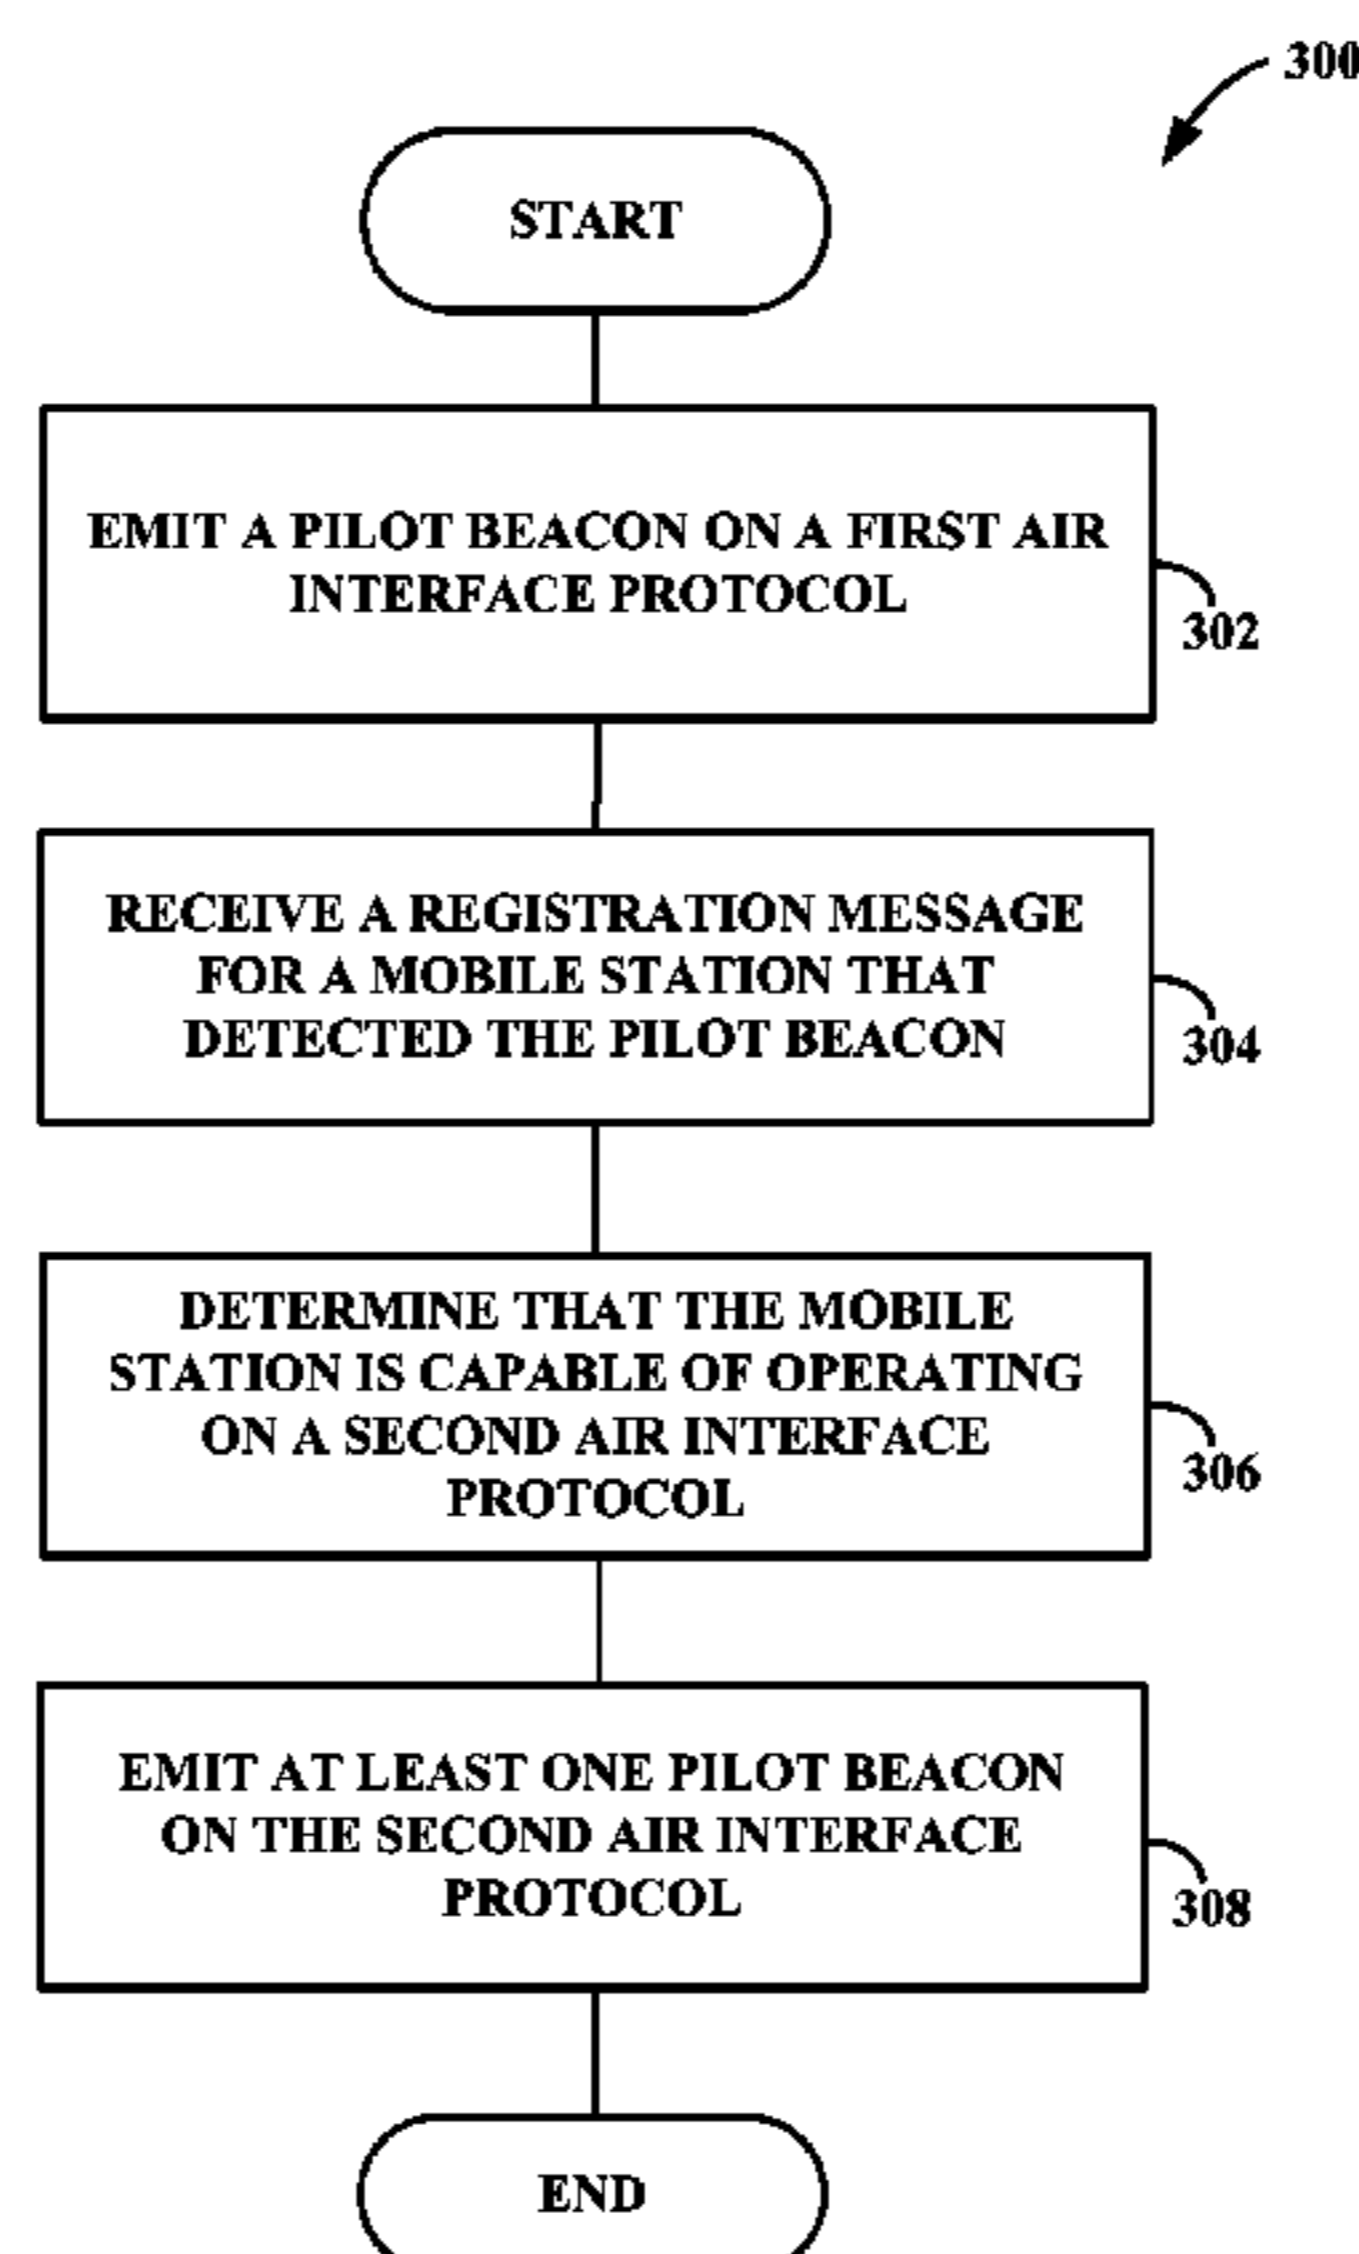 300
START
EMIT A PILOT BEACON ON A FIRST AIR
INTERFACE PROTOCOL
302
RECEIVE A REGISTRATION MESSAGE
FOR A MOBILE STATION THAT
DETECTED THE PILOT BEACON
304
DETERMINE THAT THE MOBILE
STATION IS CAPABLE OF OPERATING
ON A SECOND AIR INTERFACE
PROTOCOL
306
EMIT AT LEAST ONE PILOT BEACON
ON THE SECOND AIR INTERFACE
PROTOCOL
308
END